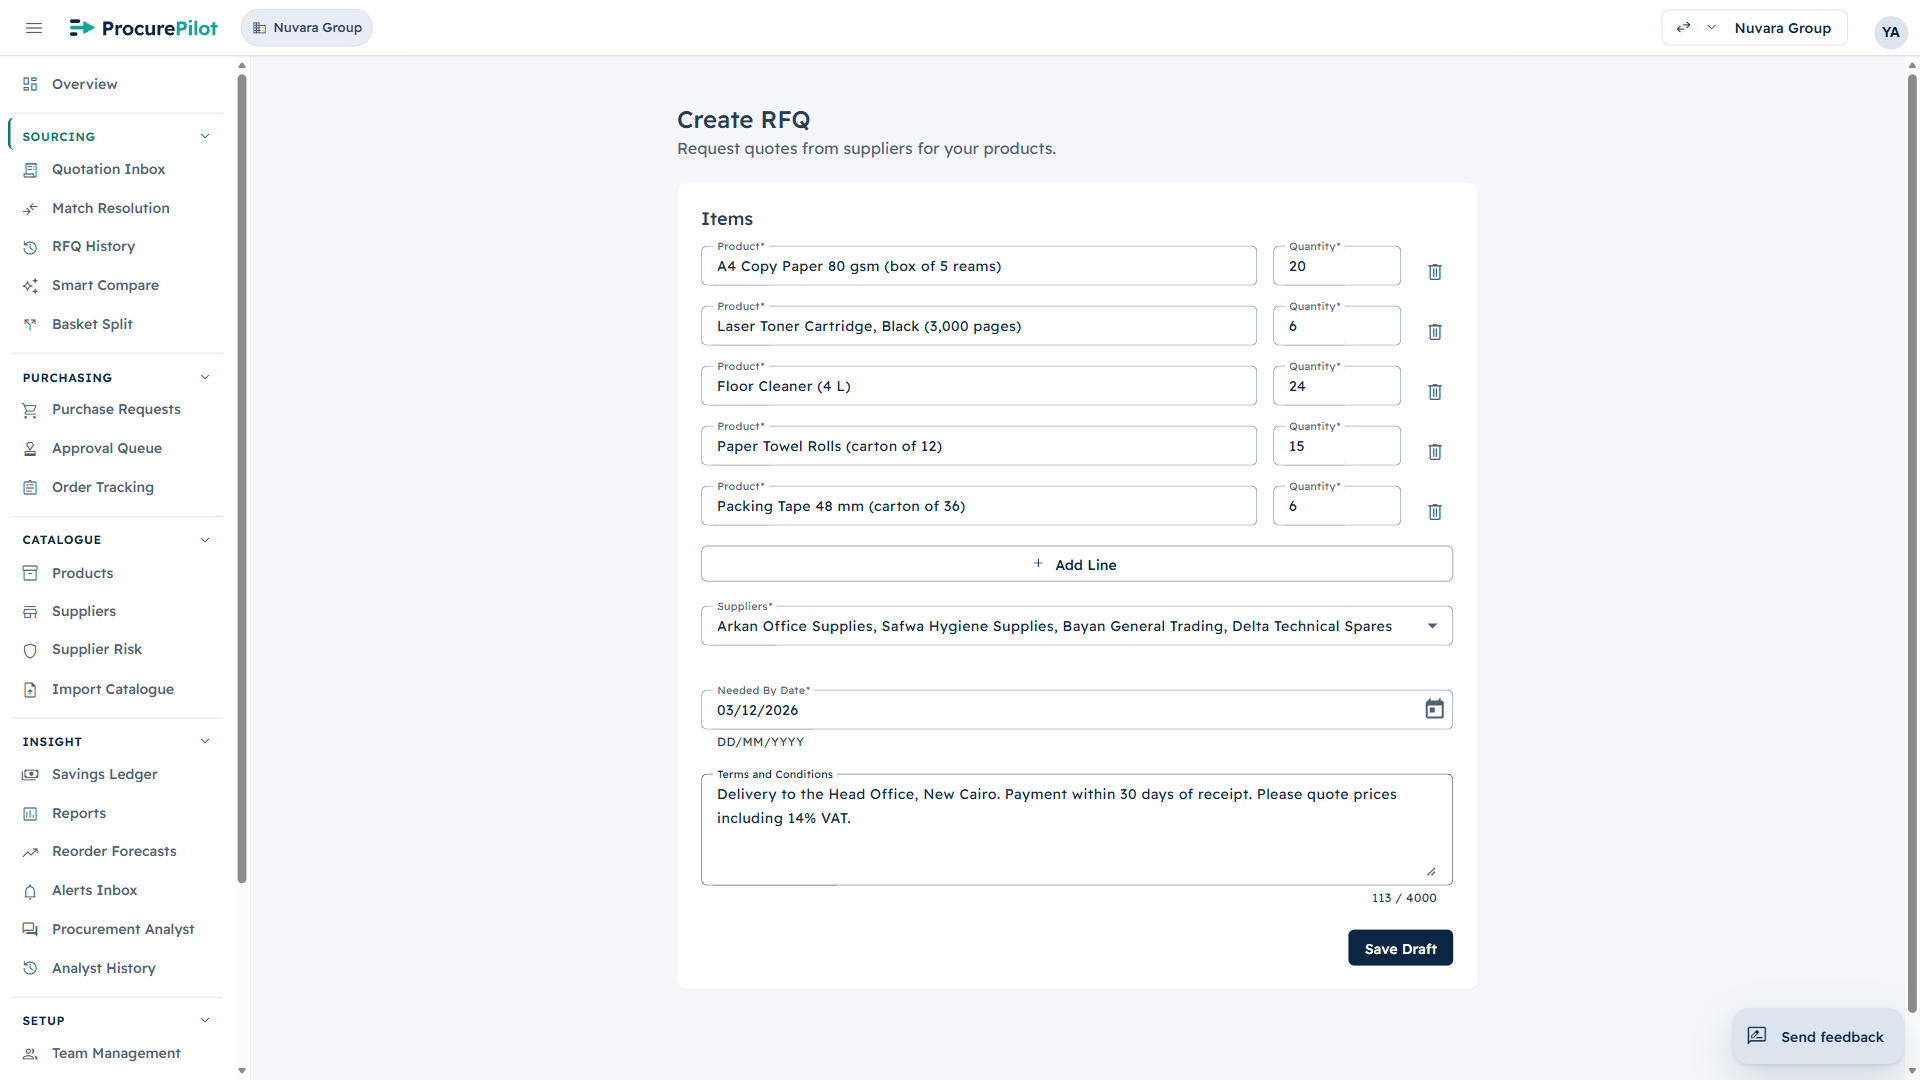 ProcurePilot
Nuvara Group
Nuvara Group
YA
Overview
SOURCING
Quotation Inbox
Match Resolution
RFQ History
Smart Compare
Basket Split
PURCHASING
Purchase Requests
Approval Queue
Order Tracking
CATALOGUE
Products
Suppliers
Supplier Risk
Import Catalogue
INSIGHT
Savings Ledger
Reports
Reorder Forecasts
Alerts Inbox
Procurement Analyst
Analyst History
SETUP
Team Management
Create RFQ
Request quotes from suppliers for your products.
Items
Product* Quantity*
A4 Copy Paper 80 gsm (box of 5 reams) 20
Product* Quantity*
Laser Toner Cartridge, Black (3,000 pages) 6
Product* Quantity*
Floor Cleaner (4 L) 24
Product* Quantity*
Paper Towel Rolls (carton of 12) 15
Product* Quantity*
Packing Tape 48 mm (carton of 36) 6
+ Add Line
Suppliers*
Arkan Office Supplies, Safwa Hygiene Supplies, Bayan General Trading, Delta Technical Spares
Needed By Date*
03/12/2026
DD/MM/YYYY
Terms and Conditions
Delivery to the Head Office, New Cairo. Payment within 30 days of receipt. Please quote prices
including 14% VAT.
113 / 4000
Save Draft
Send feedback